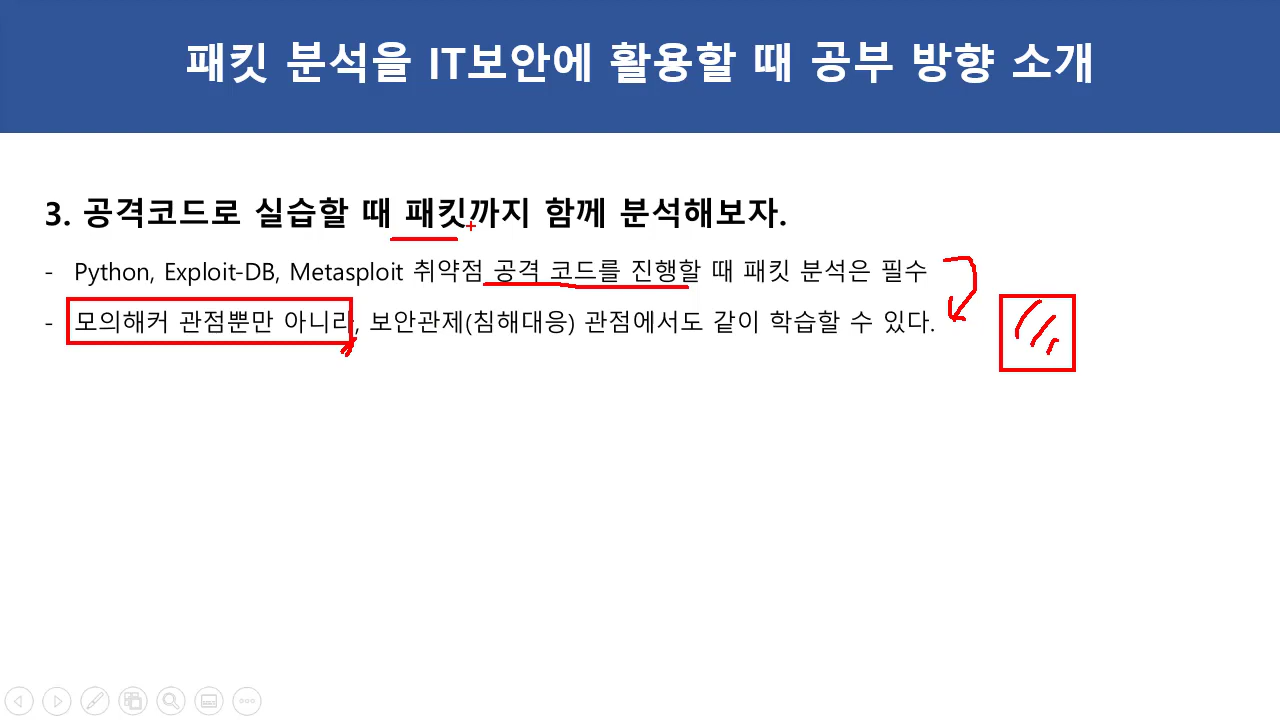 패킷 분석을 IT보안에 활용할 때 공부 방향 소개
3. 공격코드로 실습할 때 패킷까지 함께 분석해보자.
- Python, Exploit-DB, Metasploit 취약점 공격 코드를 진행할 때 패킷 분석은 필수
- 모의해커 관점뿐만 아니라, 보안관제(침해대응) 관점에서도 같이 학습할 수 있다.